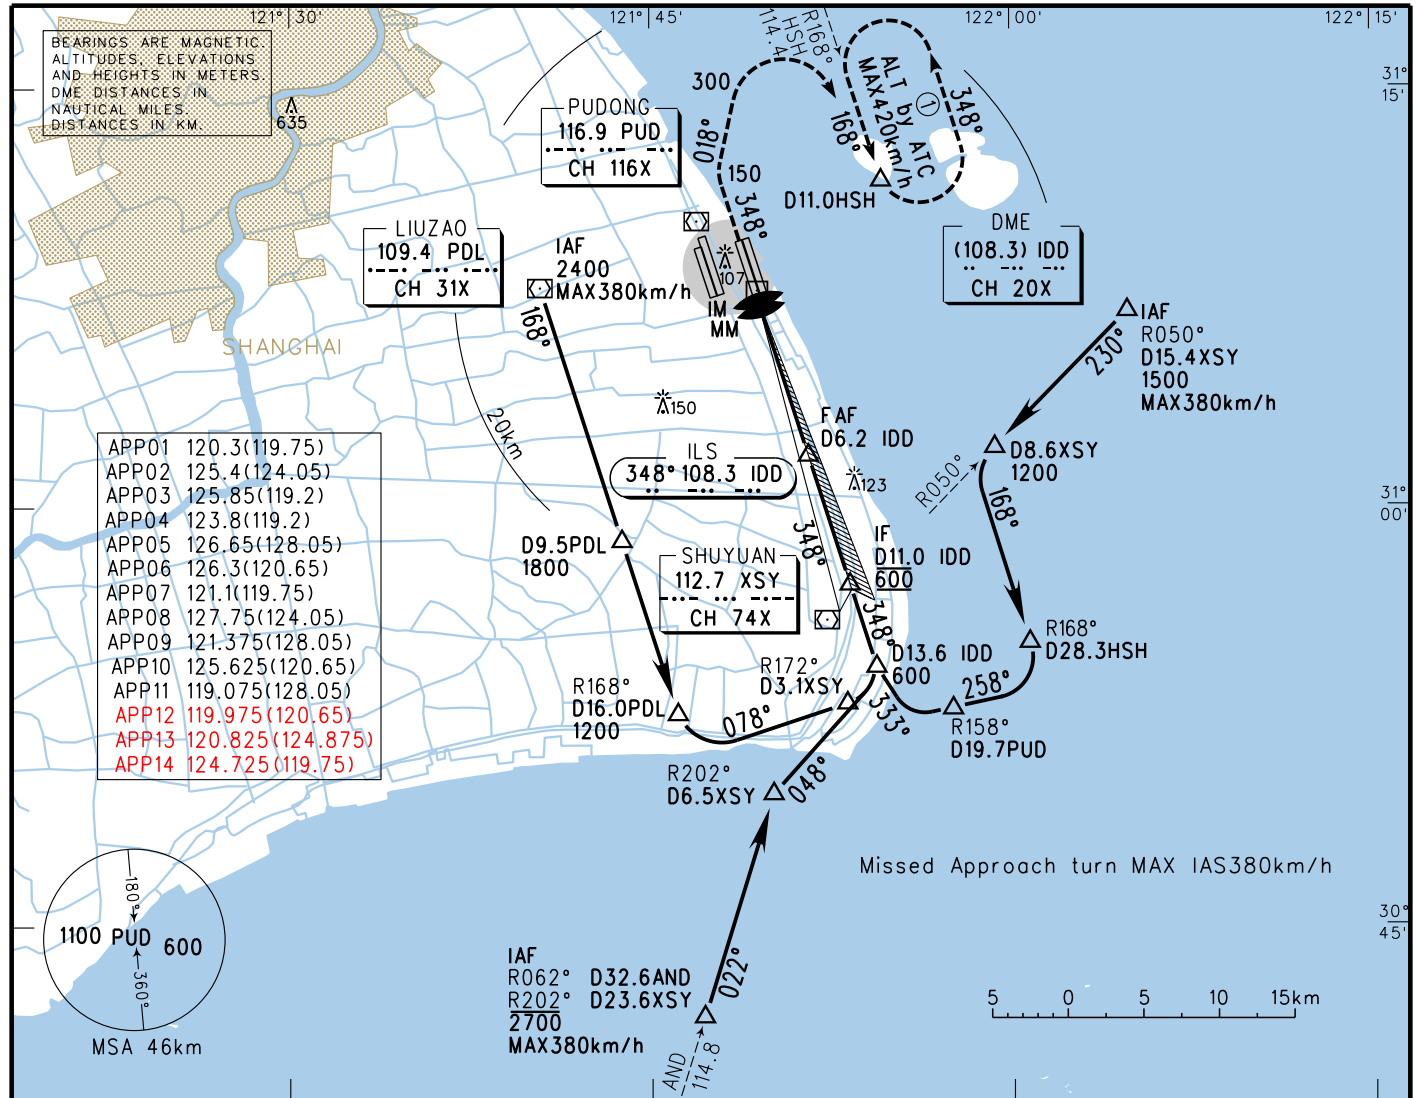 121° 30'
121° 45'
122° 00'
122° 15'
BEARINGS ARE MAGNETIC.
ALTITUDES, ELEVATIONS
AND HEIGHTS IN METERS.
DME DISTANCES IN
NAUTICAL MILES.
DISTANCES IN KM.
635
31°
15'
R168°
HSH
114.4
300
018°
150
348°
168°
ALT by ATC
MAX420km/h
1
348°
D11.0HSH
PUDONG
116.9 PUD
CH 116X
LIUZAO
109.4 PDL
CH 31X
IAF
2400
MAX380km/h
168°
107
IM
MM
DME
(108.3) IDD
CH 20X
SHANGHAI
IAF
R050°
D15.4XSY
1500
MAX380km/h
230°
20km
150
FAF
D6.2 IDD
ILS
348° 108.3 IDD
123
D8.6XSY
1200
R050°
168°
31°
00'
APP01 120.3(119.75)
APP02 125.4(124.05)
APP03 125.85(119.2)
APP04 123.8(119.2)
APP05 126.65(128.05)
APP06 126.3(120.65)
APP07 121.1(119.75)
APP08 127.75(124.05)
APP09 121.375(128.05)
APP10 125.625(120.65)
APP11 119.075(128.05)
APP12 119.975(120.65)
APP13 120.825(124.875)
APP14 124.725(119.75)
D9.5PDL
1800
348°
IF
D11.0 IDD
600
SHUYUAN
112.7 XSY
CH 74X
348°
D13.6 IDD
600
R168°
D28.3HSH
R172°
D3.1XSY
258°
333°
R158°
D19.7PUD
R168°
D16.0PDL
1200
078°
R202°
D6.5XSY
048°
Missed Approach turn MAX IAS380km/h
180°
1100 PUD 600
360°
MSA 46km
30°
45'
IAF
R062° D32.6AND
R202° D23.6XSY
2700
MAX380km/h
022°
AND
114.8
5 0 5 10 15km